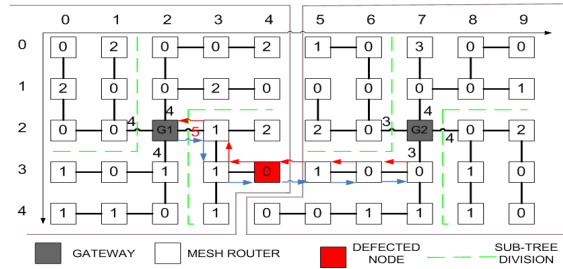 0 1 2 3 4 5 6 7 8 9
0 0 2 0 0 2 1 0 3 0 0
1 2 0 0 2 0 0 0 0 0 1
4 4
2 0 0 4 G1 5 1 2 2 0 3 G2 4 0 2
4 3
3 1 0 1 1 0 1 0 0 1 0
4 1 1 0 1 0 0 1 1 1 0
GATEWAY
MESH ROUTER
DEFECTED
NODE
SUB-TREE
DIVISION